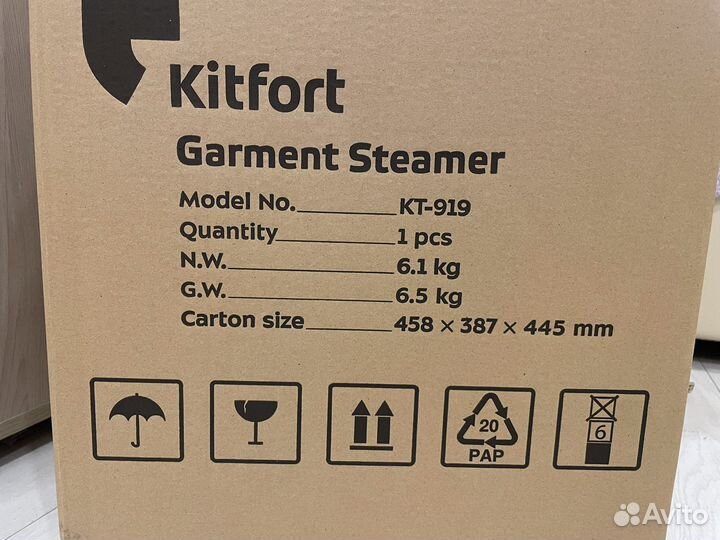 Kitfort
Garment Steamer
Model No. KT-919
Quantity 1 pcs
N.W. 6.1 kg
G.W. 6.5 kg
Carton size 458 × 387 × 445 mm
20
PAP
6
Avito